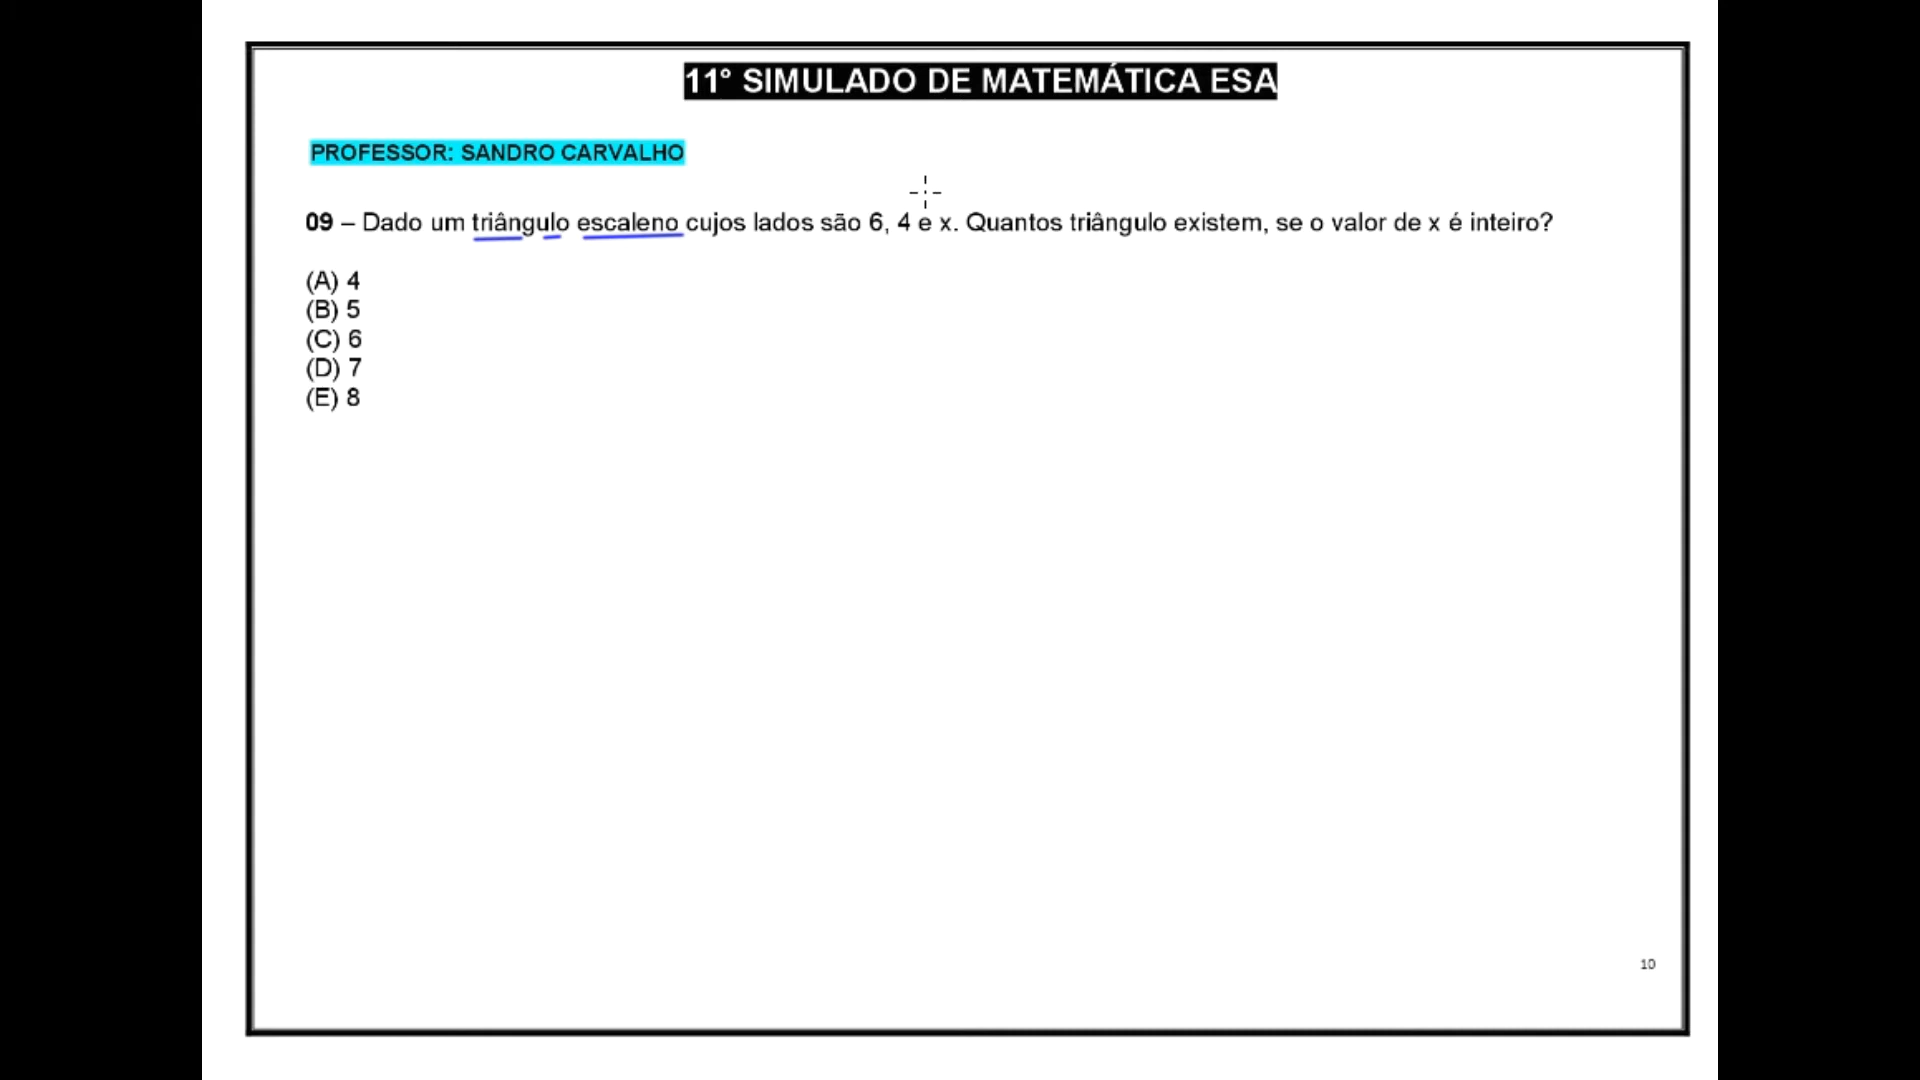 11° SIMULADO DE MATEMÁTICA ESA
PROFESSOR: SANDRO CARVALHO
09 – Dado um triângulo escaleno cujos lados são 6, 4 e x. Quantos triângulo existem, se o valor de x é inteiro?
(A) 4
(B) 5
(C) 6
(D) 7
(E) 8
10